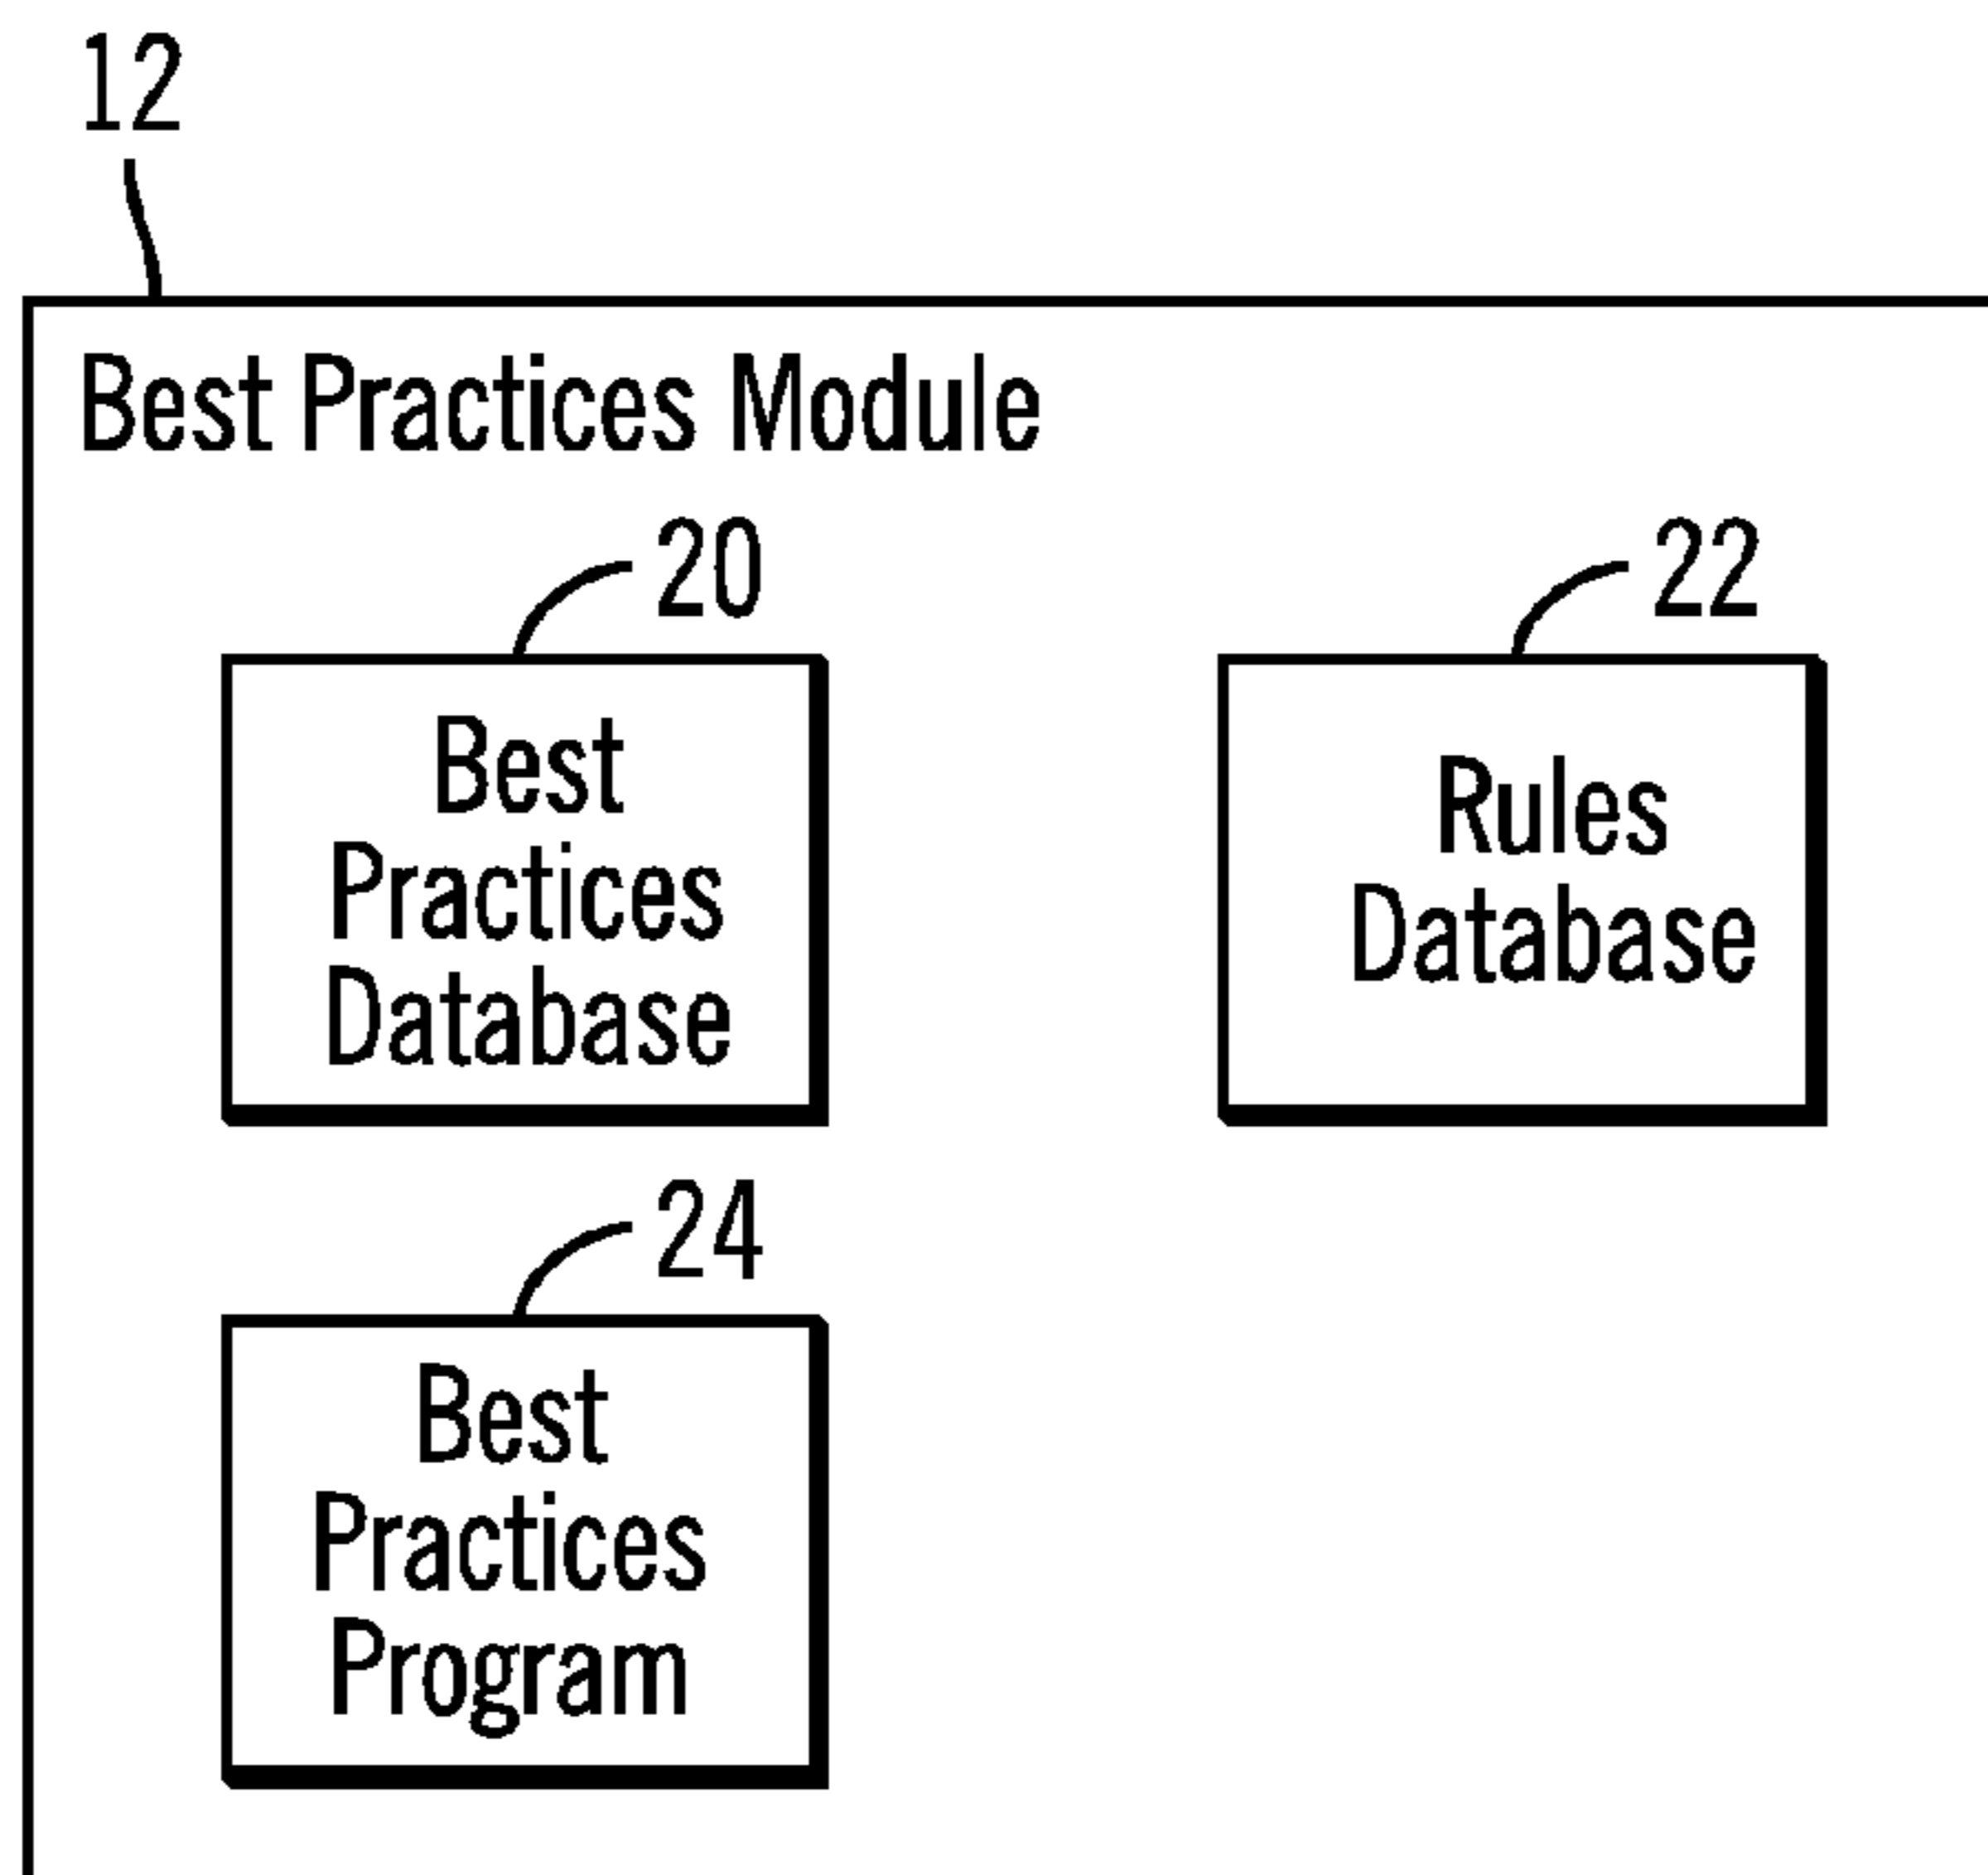 12
Best Practices Module
20
22
Best
Practices
Database
Rules
Database
24
Best
Practices
Program